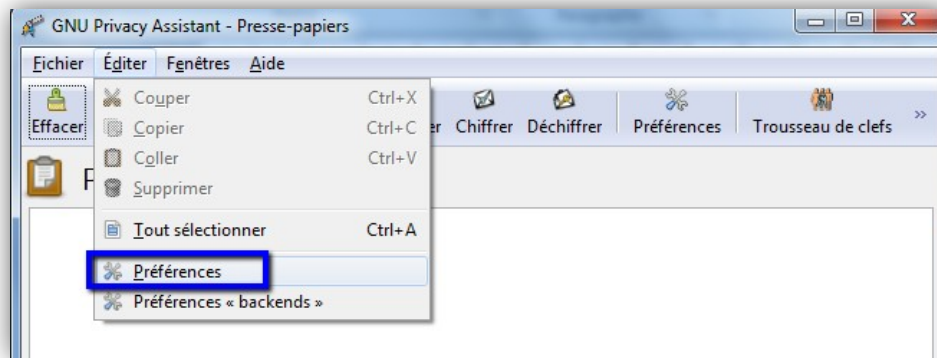 GNU Privacy Assistant - Presse-papiers
Fichier Éditer Fenêtres Aide
Effacer Chiffrer Déchiffrer Préférences Trousseau de clefs »
Couper Ctrl+X
Copier Ctrl+C
Coller Ctrl+V
Supprimer
Tout sélectionner Ctrl+A
Préférences
Préférences « backends »